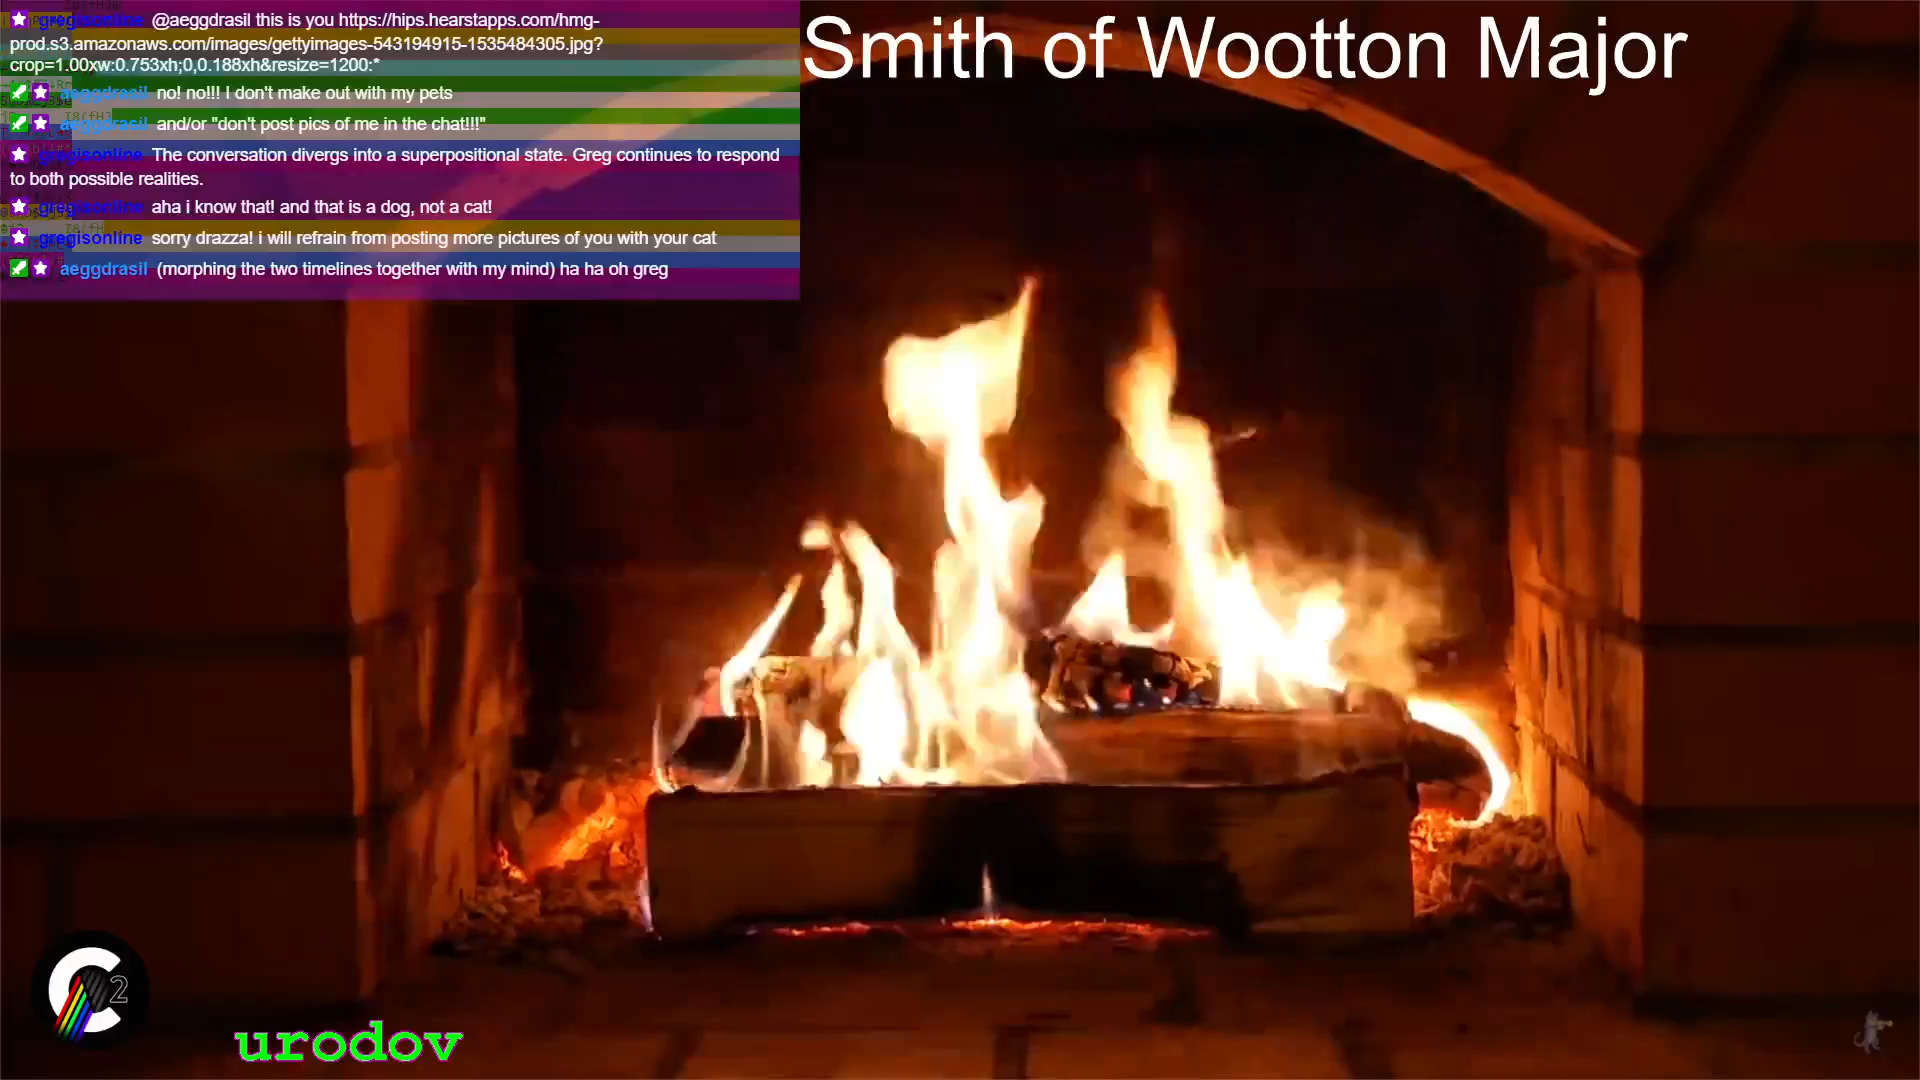 gregisonline @aeggdrasil this is you https://hips.hearstapps.com/hmg-
prod.s3.amazonaws.com/images/gettyimages-543194915-1535484305.jpg?
crop=1.00xw:0.753xh;0,0.188xh&resize=1200:*
aeggdrasil no! no!!! I don't make out with my pets
aeggdrasil and/or "don't post pics of me in the chat!!!"
gregisonline The conversation divergs into a superpositional state. Greg continues to respond
to both possible realities.
gregisonline aha i know that! and that is a dog, not a cat!
gregisonline sorry drazza! i will refrain from posting more pictures of you with your cat
aeggdrasil (morphing the two timelines together with my mind) ha ha oh greg
Smith of Wootton Major
C 2
urodov